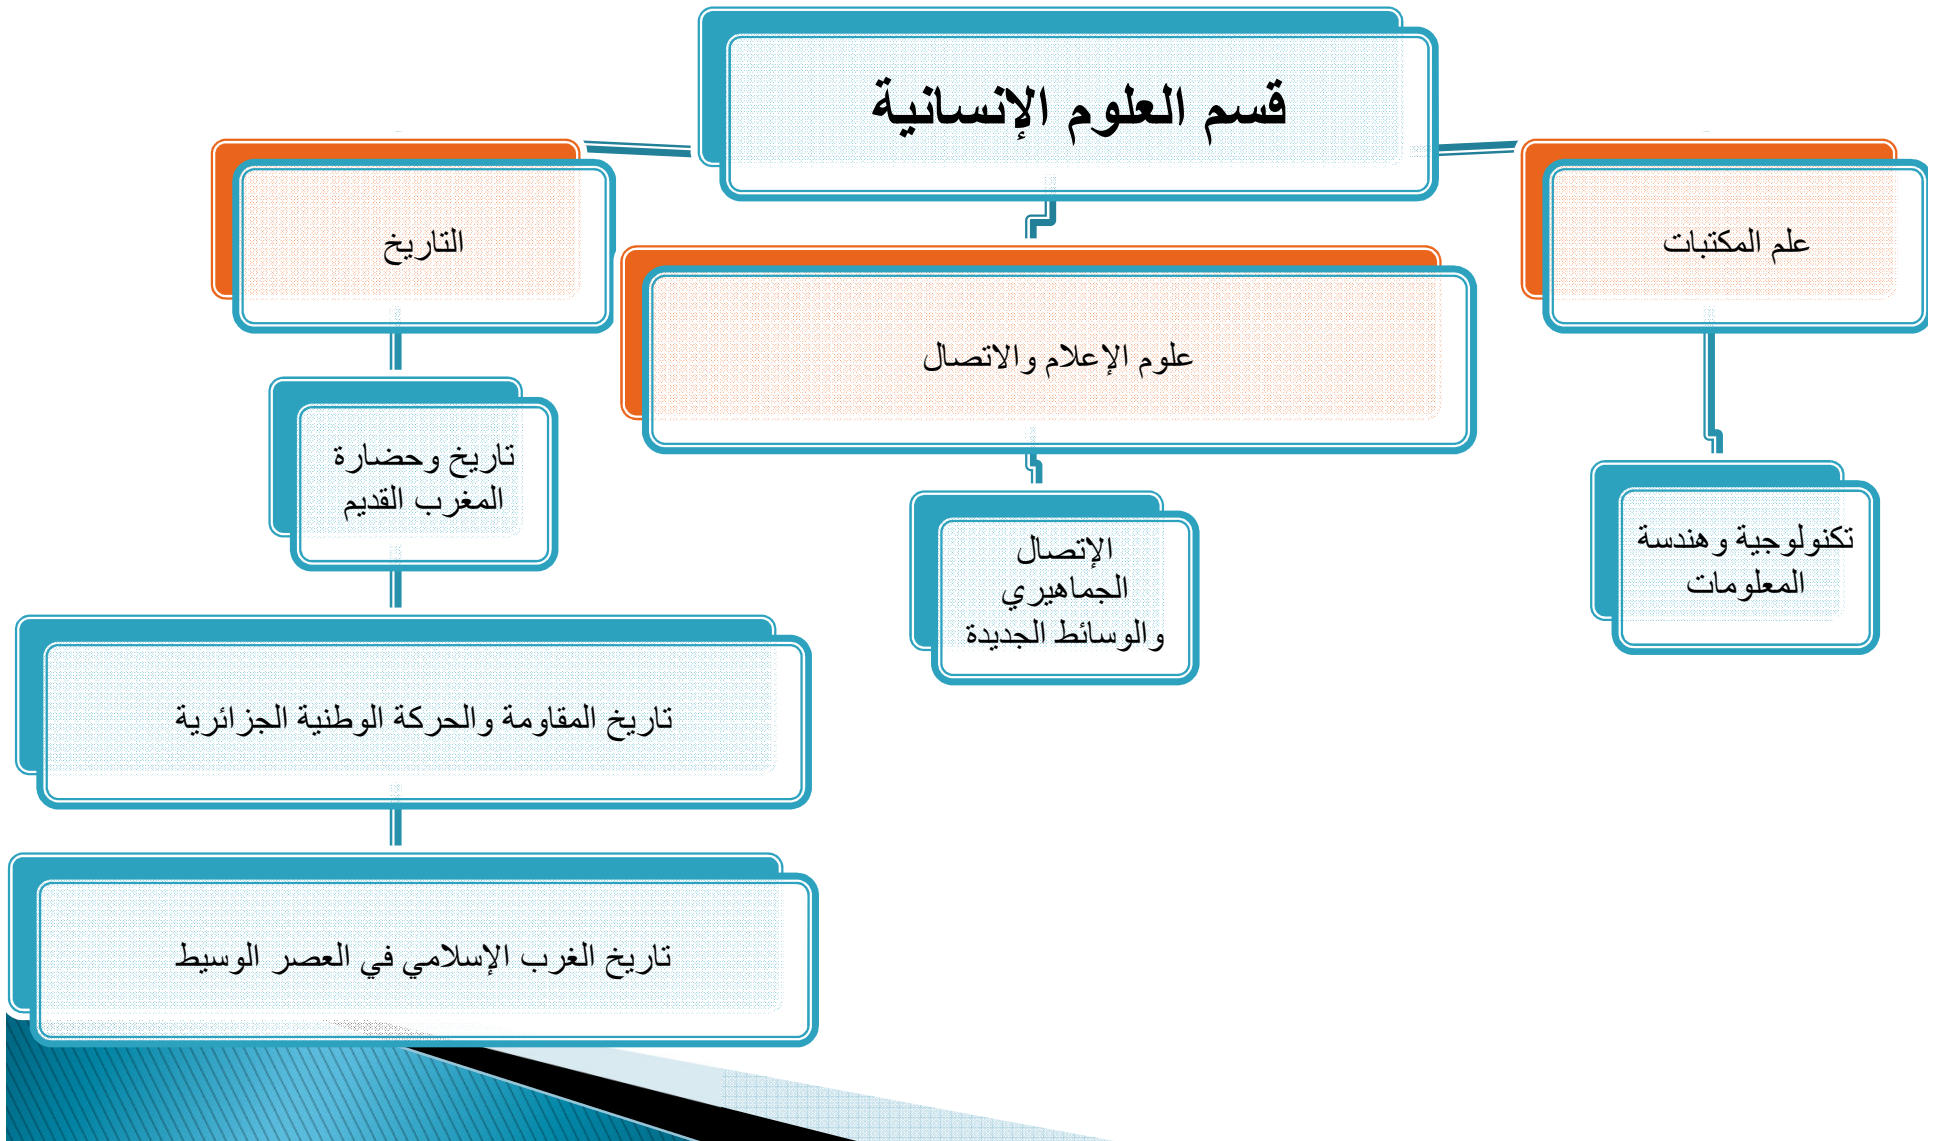 قسم العلوم الإنسانية
علم المكتبات
تكنولوجية وهندسة
المعلومات
علوم الإعلام والاتصال
الإتصال
الجماهيري
والوسائط الجديدة
التاريخ
تاريخ وحضارة
المغرب القديم
تاريخ المقاومة والحركة الوطنية الجزائرية
تاريخ الغرب الإسلامي في العصر الوسيط